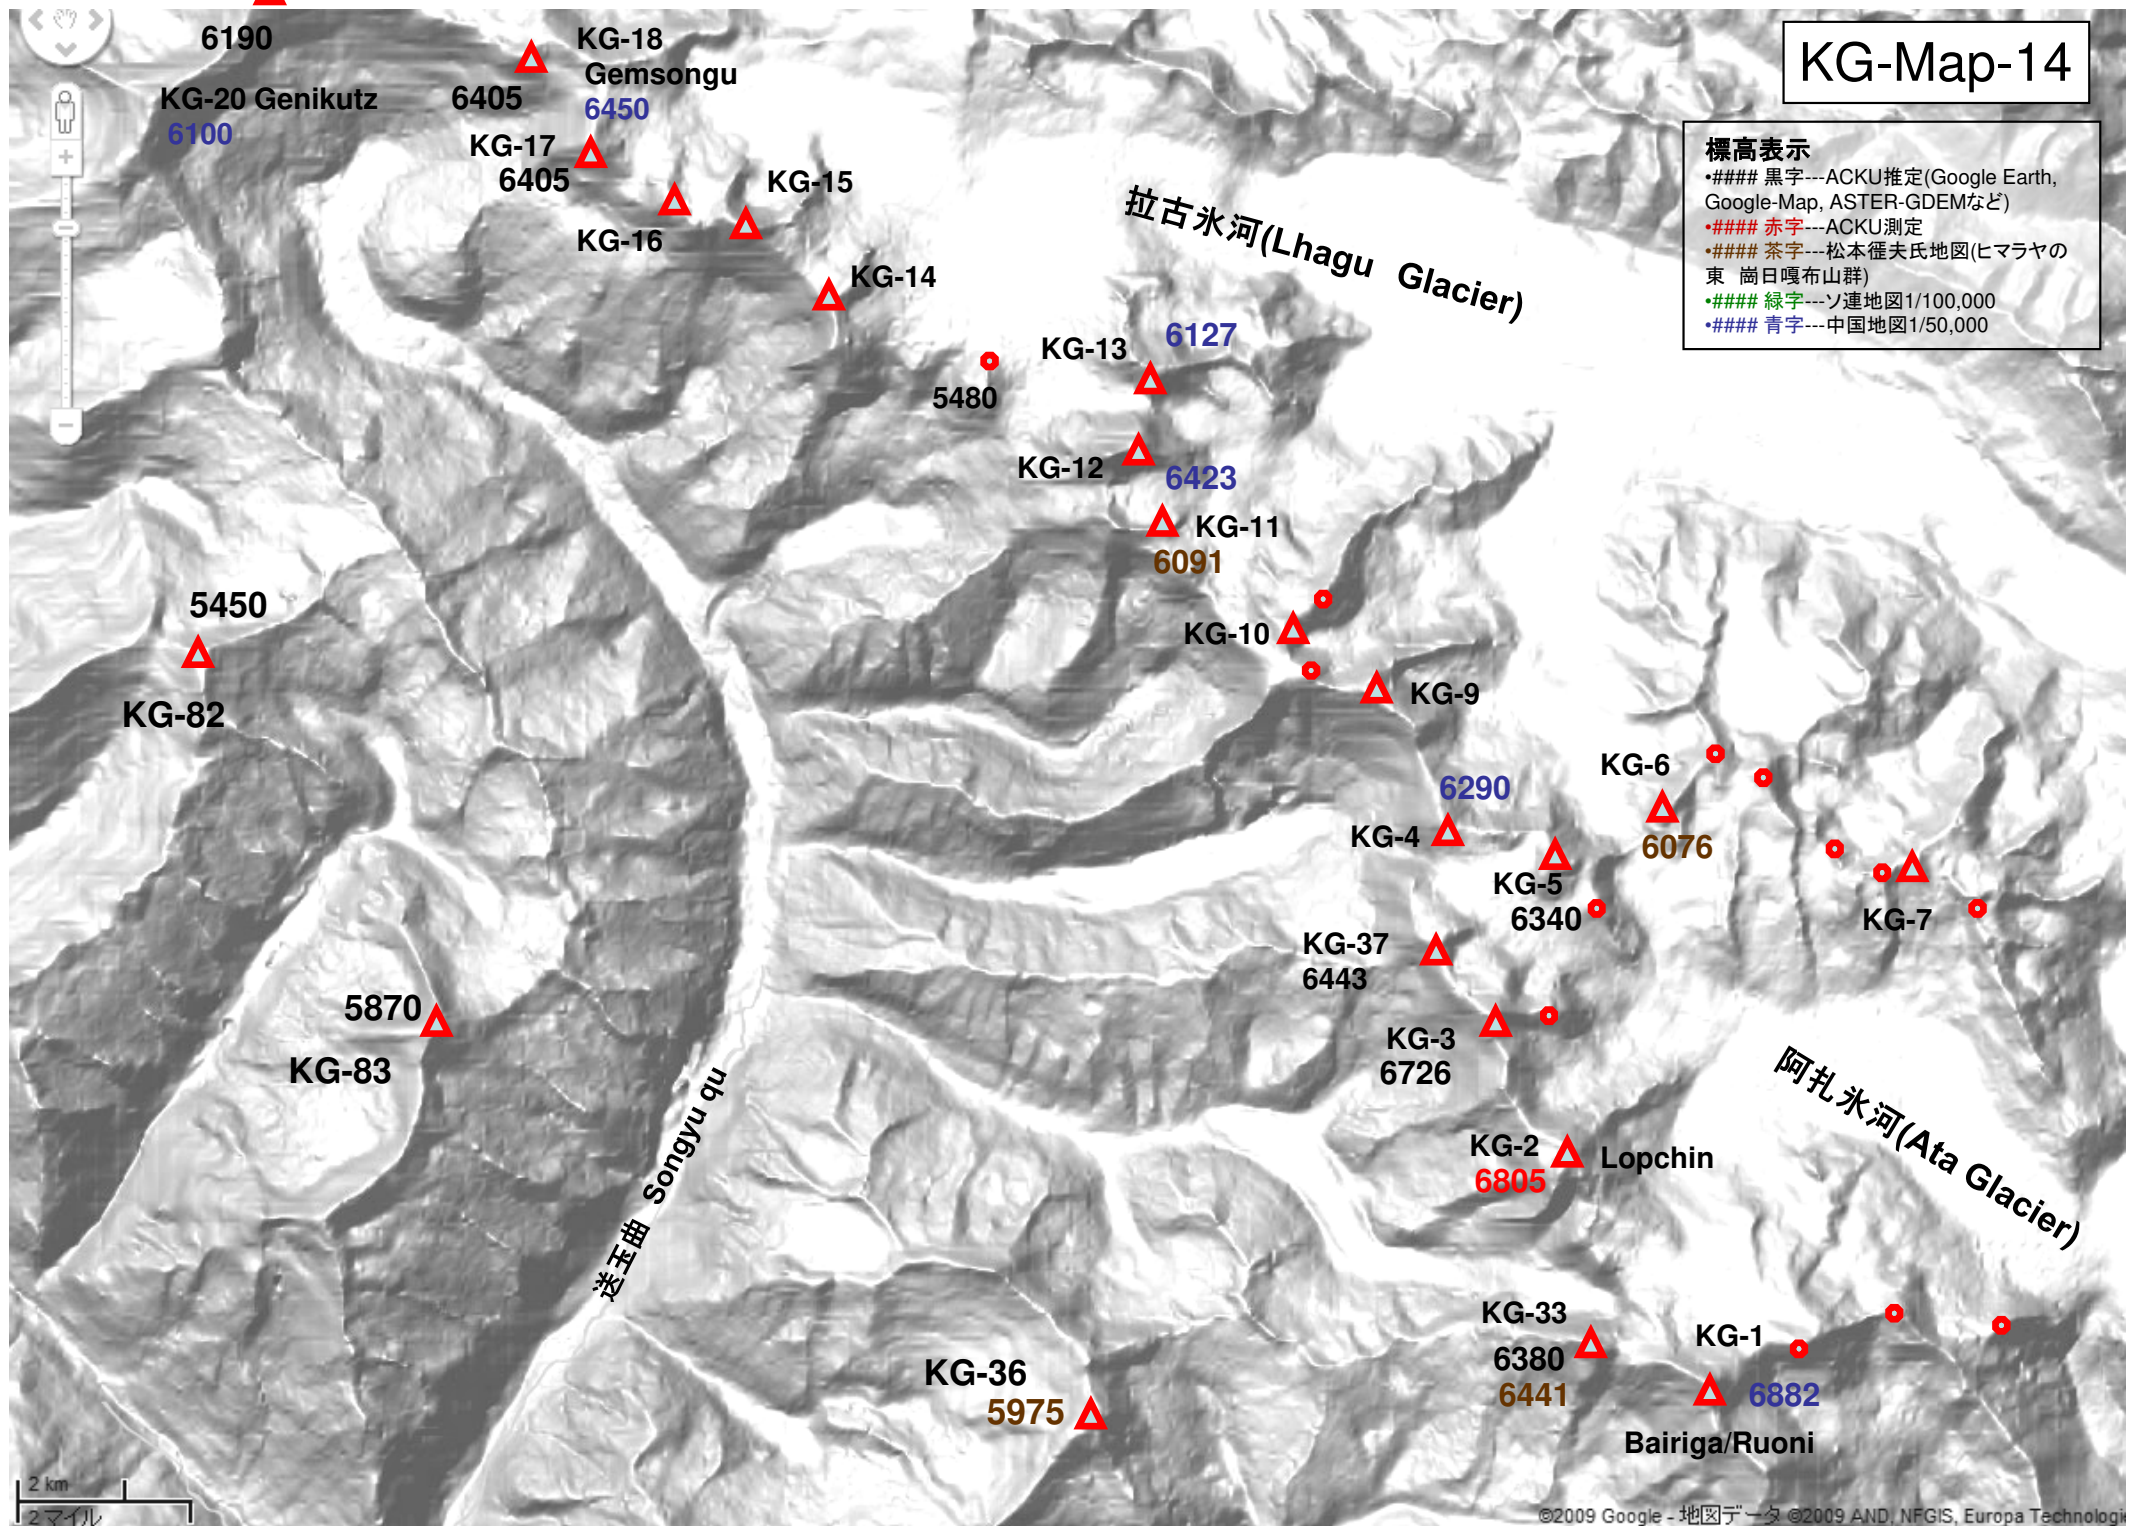 6190
KG-20 Genikutz
6100
KG-18
Gemsongu
6405
6450
KG-17
6405
KG-16
KG-15
KG-14
KG-Map-14
標高表示
•#### 黒字---ACKU推定(Google Earth,
Google-Map, ASTER-GDEMなど)
•#### 赤字---ACKU測定
•#### 茶字---松本徰夫氏地図(ヒマラヤの
東 崗日嘎布山群)
•#### 緑字---ソ連地図1/100,000
•#### 青字---中国地図1/50,000
拉古氷河(Lhagu Glacier)
5480
KG-13
6127
KG-12
6423
KG-11
6091
KG-10
KG-9
5450
KG-82
KG-6
6076
6290
KG-4
KG-5
6340
KG-7
KG-37
6443
5870
KG-83
KG-3
6726
阿扎氷河(Ata Glacier)
KG-2
6805
Lopchin
送玉曲 Songyu qu
KG-33
6380
6441
KG-1
6882
Bairiga/Ruoni
KG-36
5975
2 km
2 マイル
©2009 Google - 地図データ ©2009 AND, NFGIS, Europa Technologi